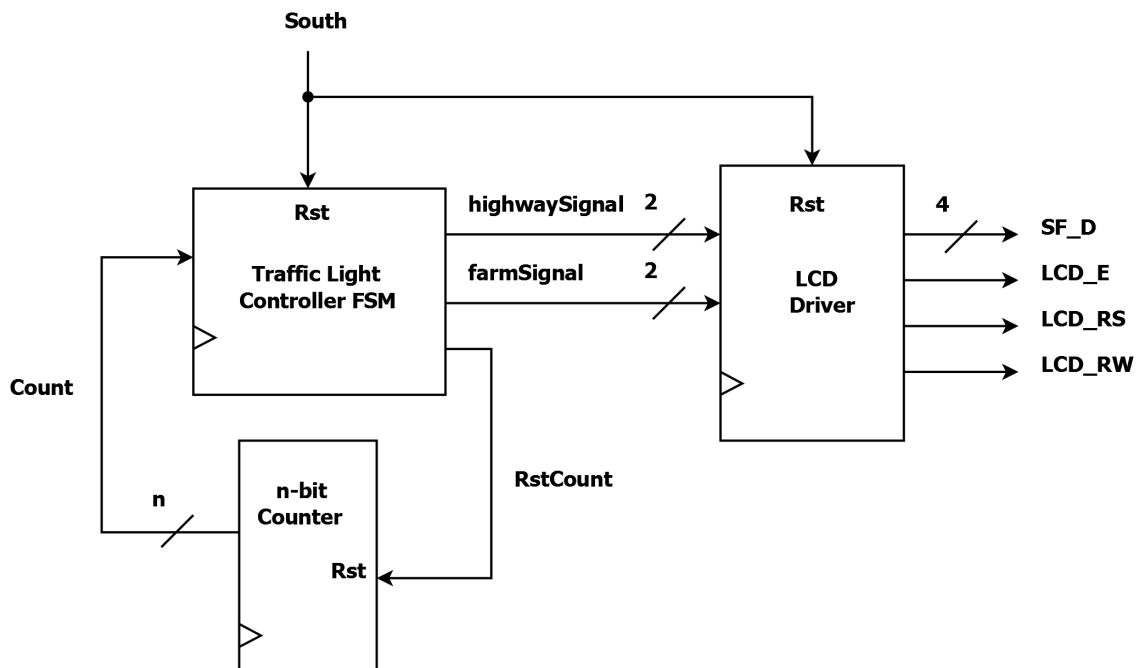 South
Rst
Traffic Light
Controller FSM
highwaySignal
2
farmSignal
2
Rst
LCD
Driver
4
SF_D
LCD_E
LCD_RS
LCD_RW
Count
n
n-bit
Counter
Rst
RstCount